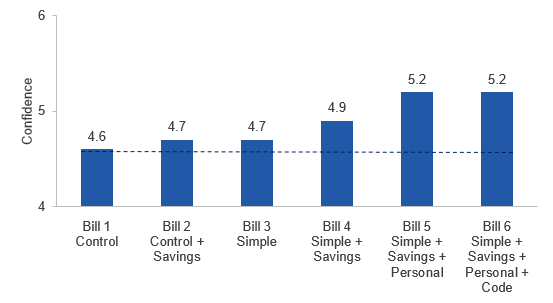 6
5
4
Confidence
4.6
4.7
4.7
4.9
5.2
5.2
Bill 1
Control
Bill 2
Control +
Savings
Bill 3
Simple
Bill 4
Simple +
Savings
Bill 5
Simple +
Savings +
Personal
Bill 6
Simple +
Savings +
Personal +
Code